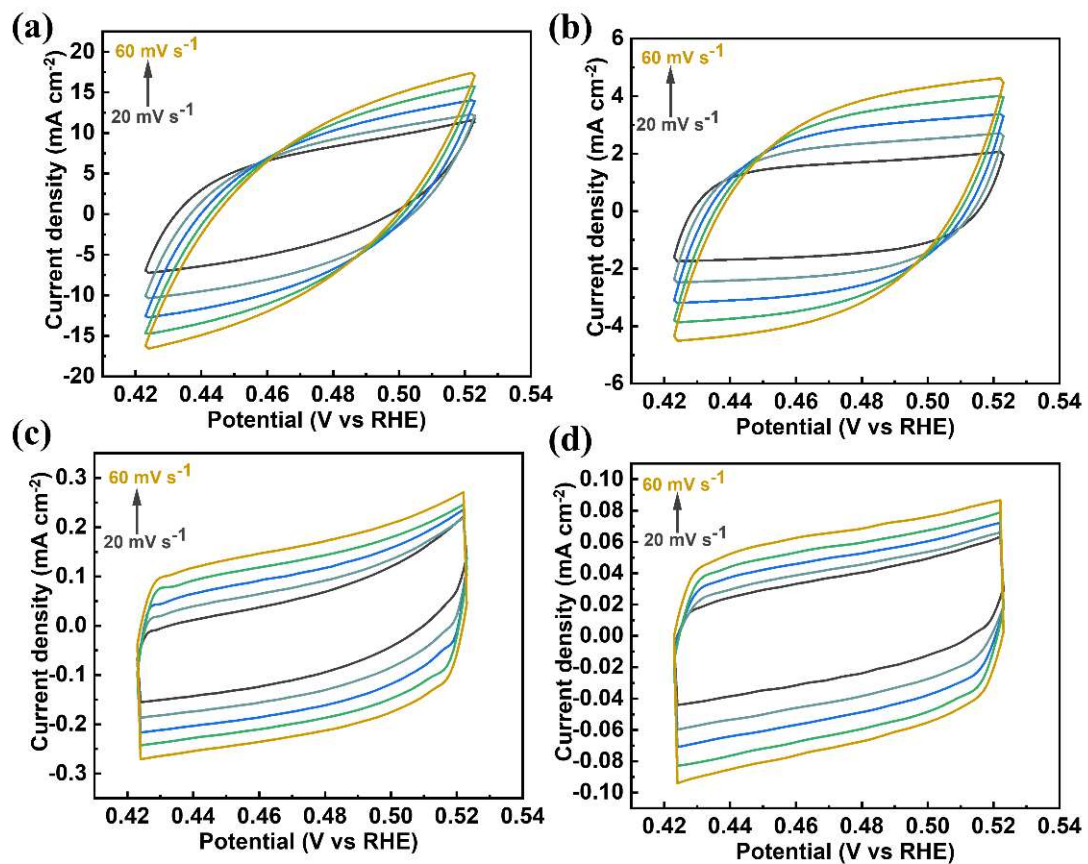 (a)
60 mV s⁻¹
20 mV s⁻¹
Current density (mA cm⁻²)
20
15
10
5
0
-5
-10
-15
-20
0.42 0.44 0.46 0.48 0.50 0.52 0.54
Potential (V vs RHE)
(b)
60 mV s⁻¹
20 mV s⁻¹
Current density (mA cm⁻²)
6
4
2
0
-2
-4
-6
0.42 0.44 0.46 0.48 0.50 0.52 0.54
Potential (V vs RHE)
(c)
60 mV s⁻¹
20 mV s⁻¹
Current density (mA cm⁻²)
0.3
0.2
0.1
0.0
-0.1
-0.2
-0.3
0.42 0.44 0.46 0.48 0.50 0.52 0.54
Potential (V vs RHE)
(d)
60 mV s⁻¹
20 mV s⁻¹
Current density (mA cm⁻²)
0.10
0.08
0.06
0.04
0.02
0.00
-0.02
-0.04
-0.06
-0.08
-0.10
0.42 0.44 0.46 0.48 0.50 0.52 0.54
Potential (V vs RHE)